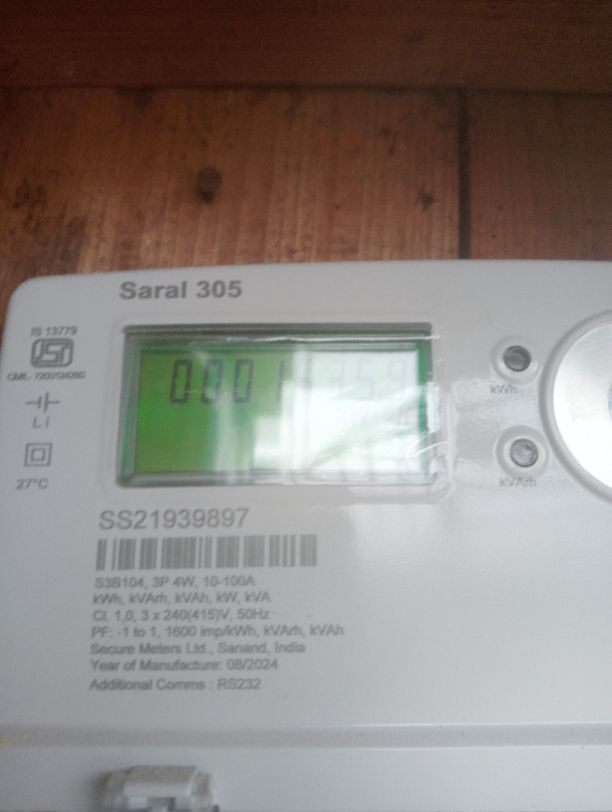 Saral 305
IS 13779
kWh
Li
kVArh
27°C
SS21939897
S3B104, 3P 4W, 10-100A
kWh, kVArh, kVAh, kW, kVA
Cl. 1.0, 3 x 240(415)V, 50Hz
PF: -1 to 1, 1600 imp/kWh, kVArh, kVAh
Secure Meters Ltd., Sanand, India
Year of Manufacture: 08/2024
Additional Comms : RS232